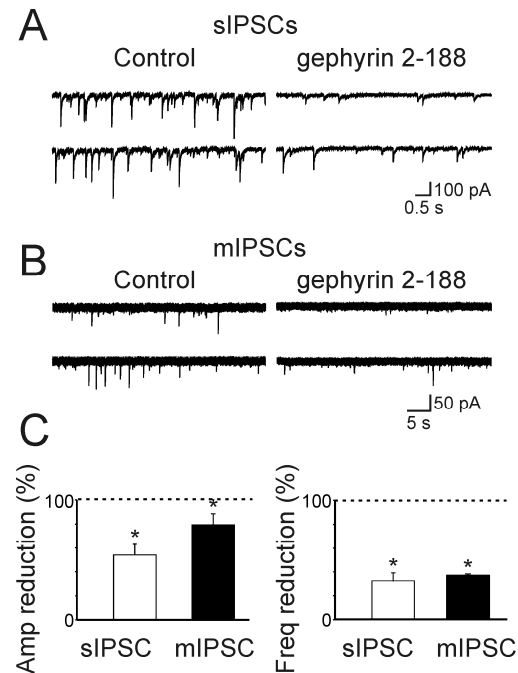 A
sIPSCs
Control gephyrin 2-188
100 pA
0.5 s
B
mIPSCs
Control gephyrin 2-188
50 pA
5 s
C
Amp reduction (%)
100
0
* *
sIPSC mIPSC
Freq reduction (%)
100
0
* *
sIPSC mIPSC